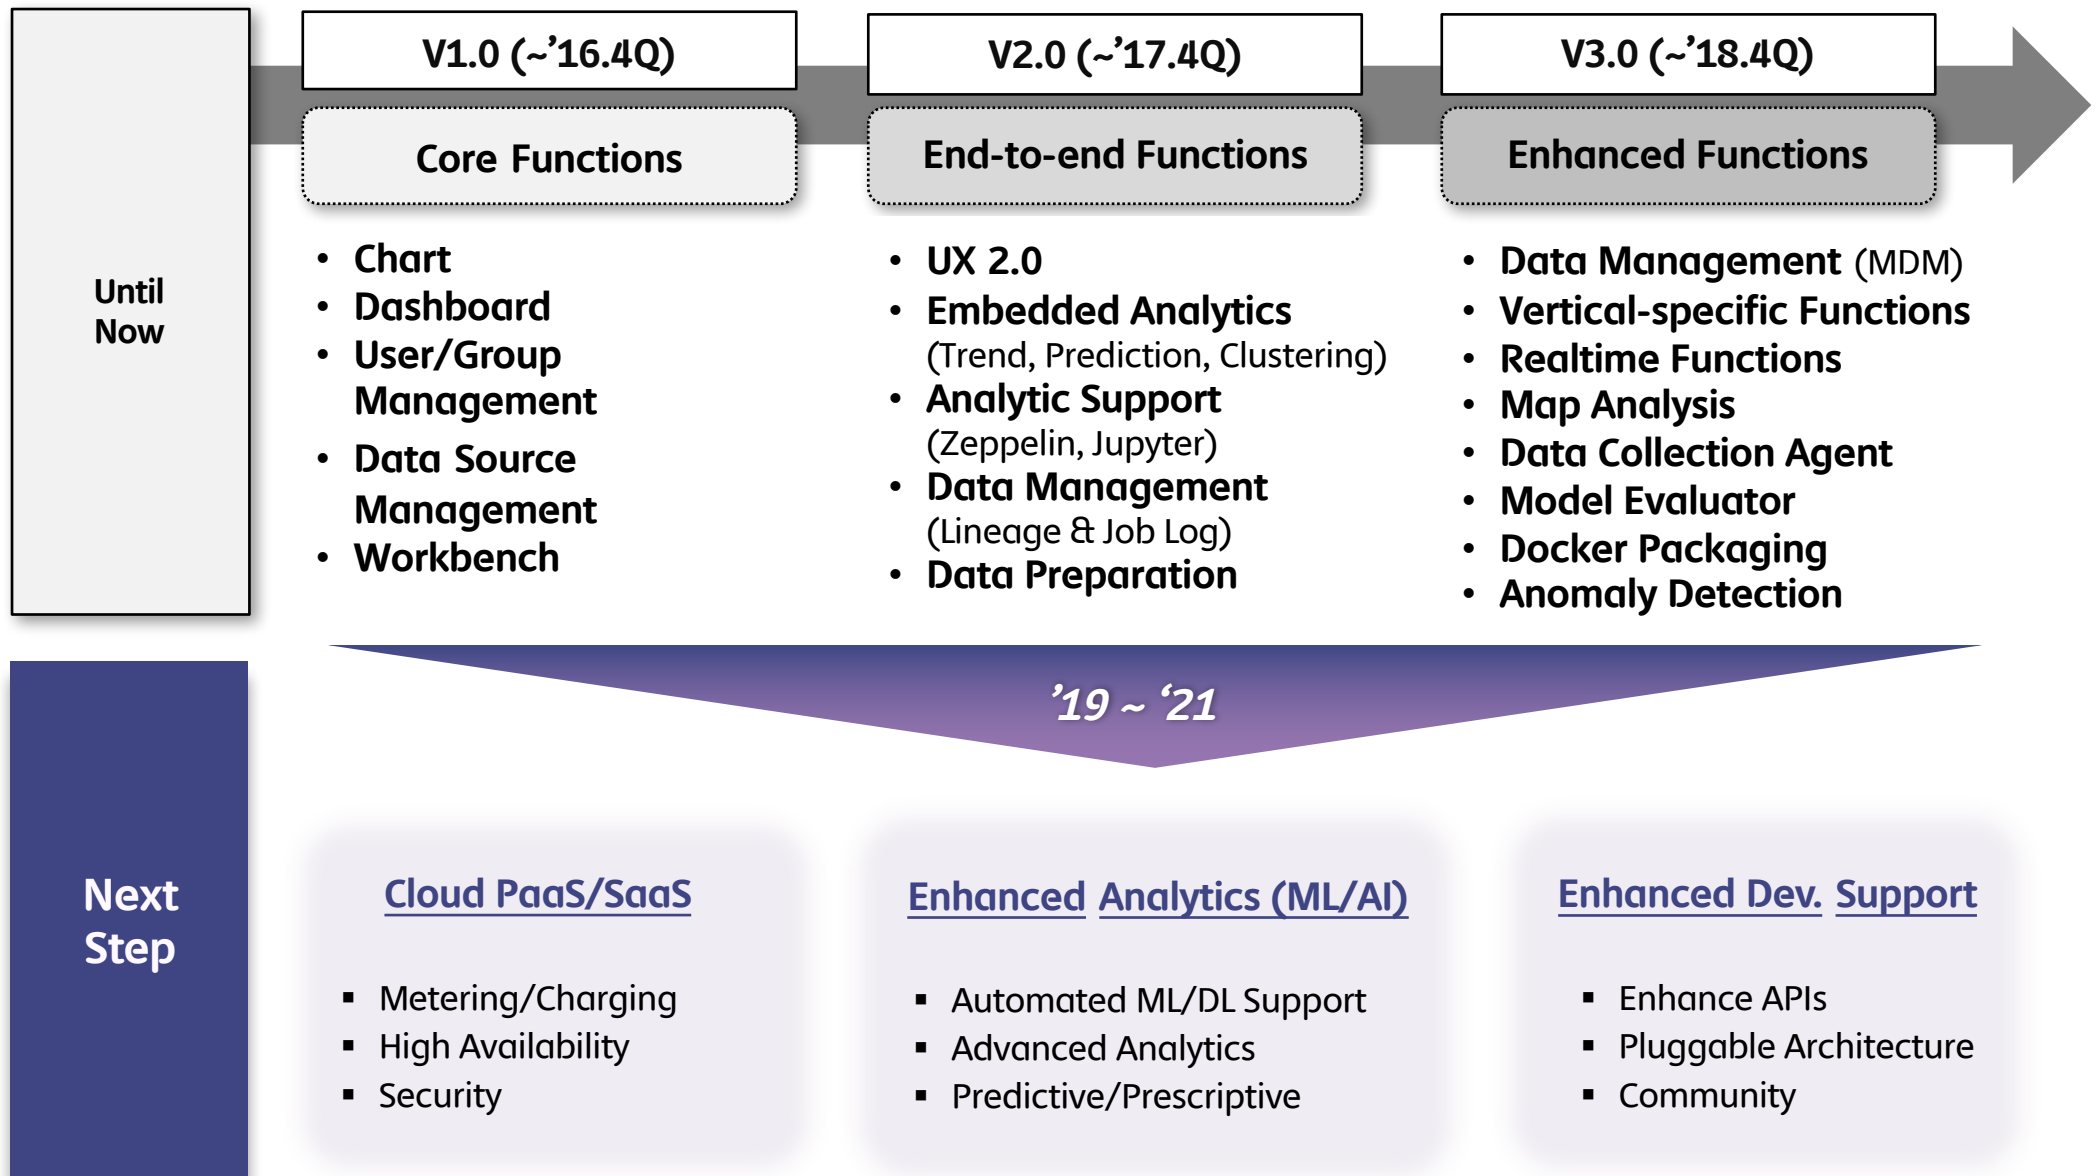 Until
Now
V1.0 (~’16.4Q)
Core Functions
• Chart
• Dashboard
• User/Group
Management
• Data Source
Management
• Workbench
V2.0 (~’17.4Q)
End-to-end Functions
• UX 2.0
• Embedded Analytics
(Trend, Prediction, Clustering)
• Analytic Support
(Zeppelin, Jupyter)
• Data Management
(Lineage & Job Log)
• Data Preparation
V3.0 (~’18.4Q)
Enhanced Functions
• Data Management (MDM)
• Vertical-specific Functions
• Realtime Functions
• Map Analysis
• Data Collection Agent
• Model Evaluator
• Docker Packaging
• Anomaly Detection
’19 ~ ‘21
Next
Step
Cloud PaaS/SaaS
▪ Metering/Charging
▪ High Availability
▪ Security
Enhanced Analytics (ML/AI)
▪ Automated ML/DL Support
▪ Advanced Analytics
▪ Predictive/Prescriptive
Enhanced Dev. Support
▪ Enhance APIs
▪ Pluggable Architecture
▪ Community